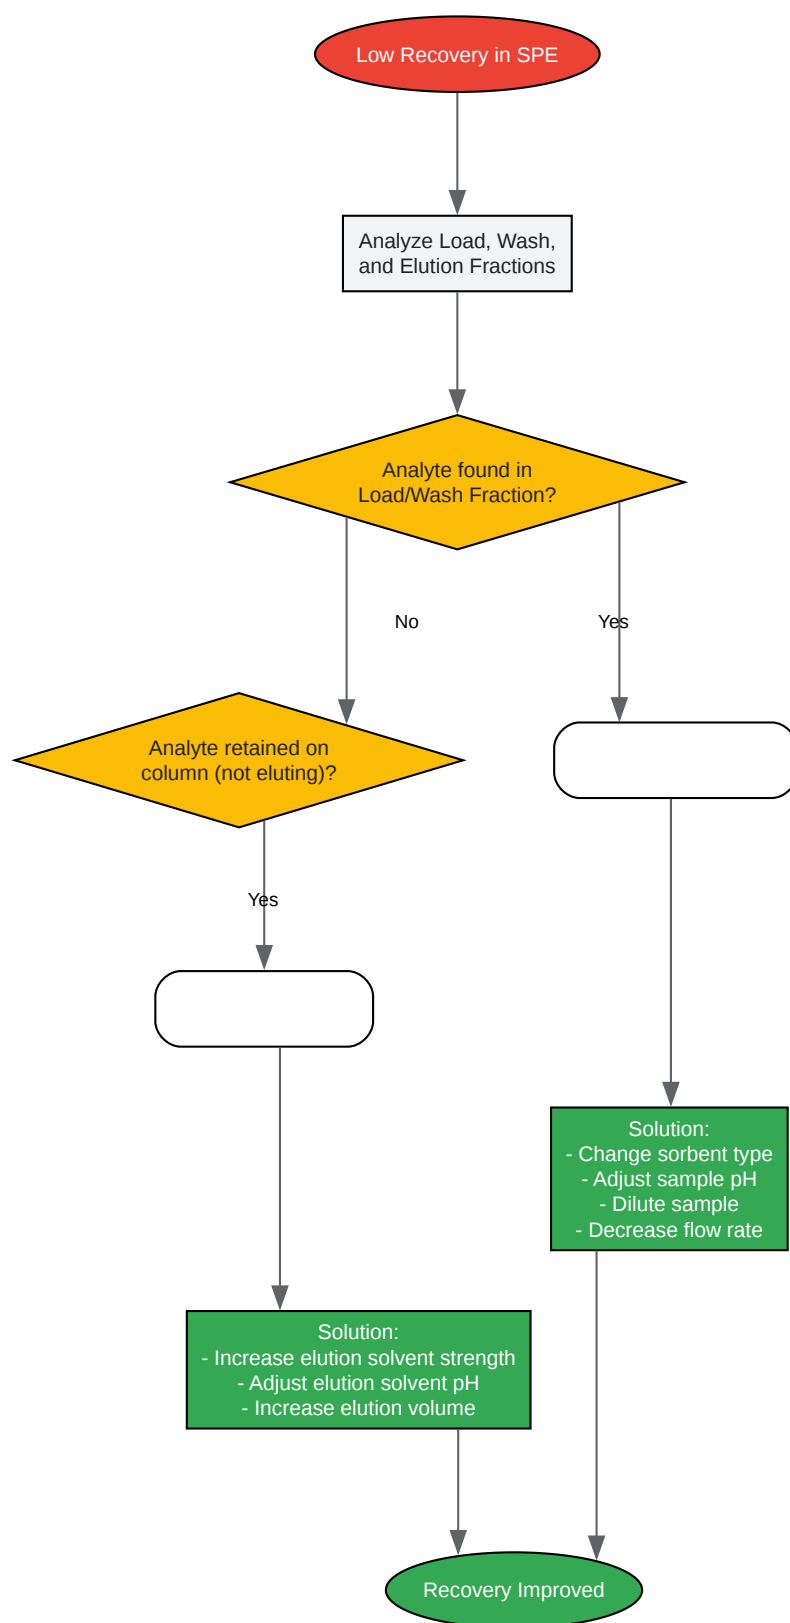 Low Recovery in SPE
Analyze Load, Wash,
and Elution Fractions
Analyte found in
Load/Wash Fraction?
No
Yes
Analyte retained on
column (not eluting)?
Yes
Solution:
- Change sorbent type
- Adjust sample pH
- Dilute sample
- Decrease flow rate
Solution:
- Increase elution solvent strength
- Adjust elution solvent pH
- Increase elution volume
Recovery Improved